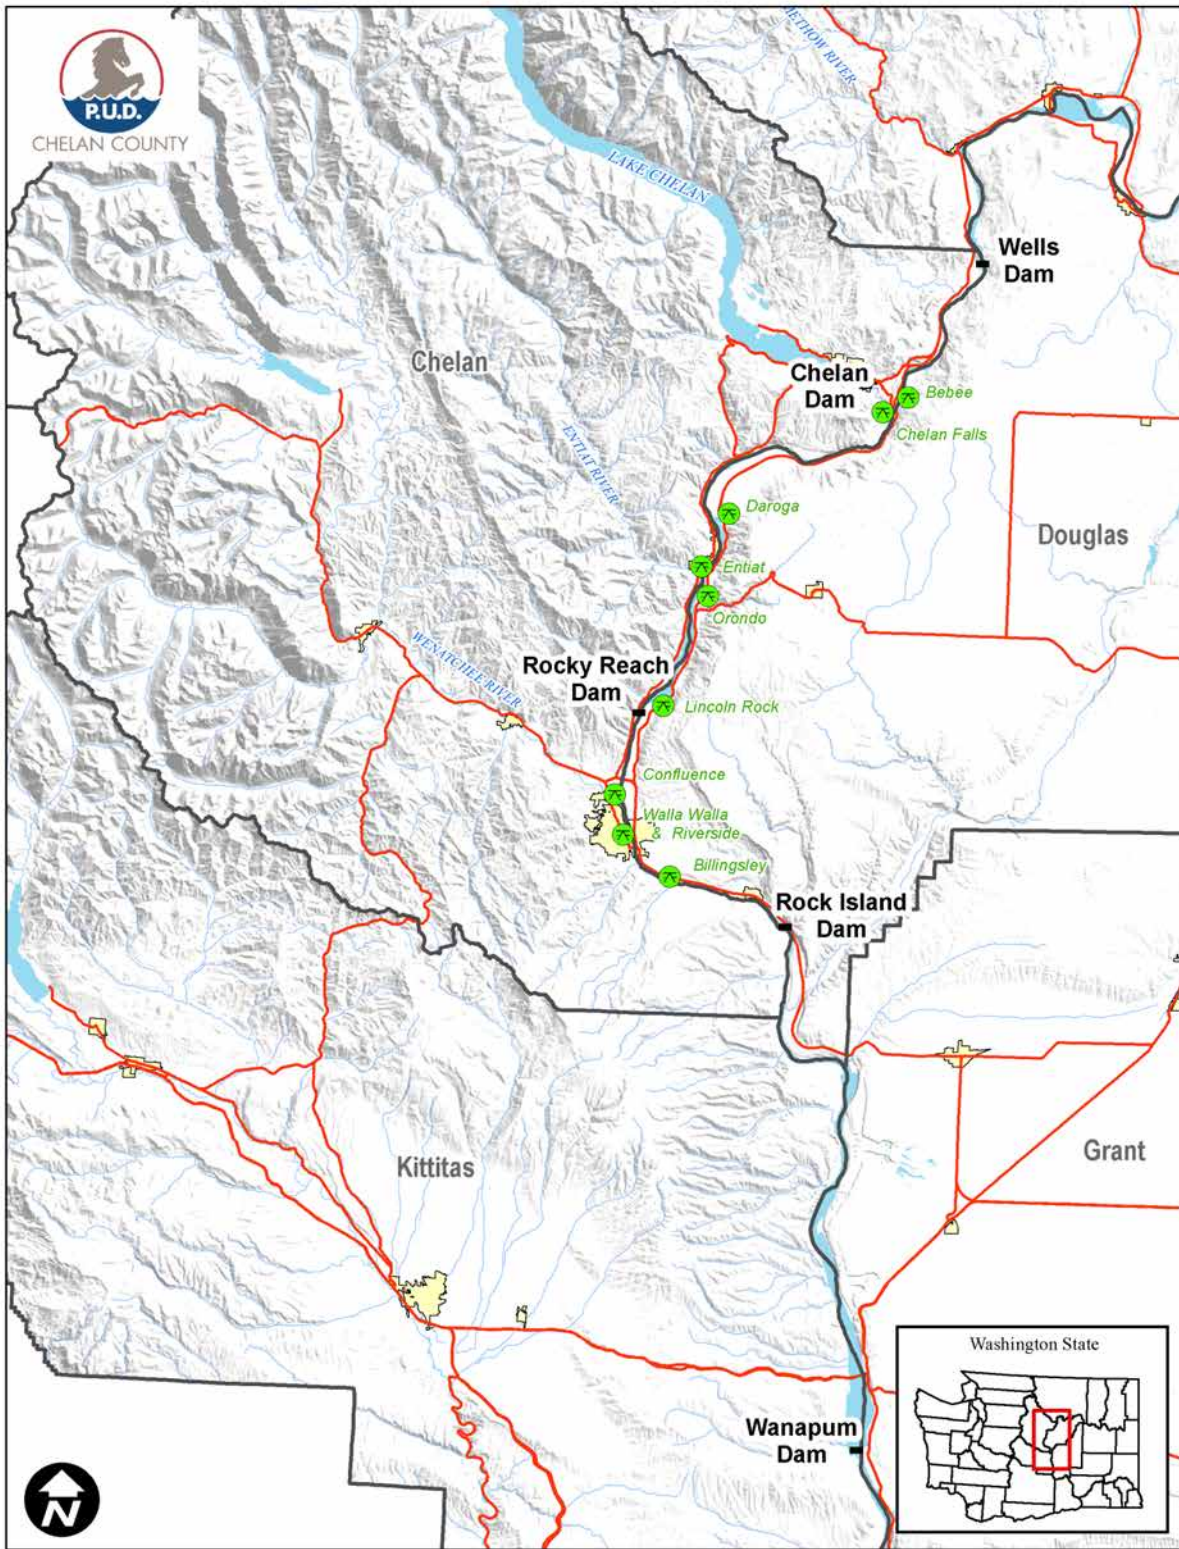 METHOW RIVER
P.U.D.
CHELAN COUNTY
LAKE CHELAN
Wells
Dam
Chelan
Chelan
Dam
Bebee
Chelan Falls
ENTIAT RIVER
Daroga
Douglas
Entiat
Orondo
WENATCHEE RIVER
Rocky Reach
Dam
Lincoln Rock
Confluence
Walla Walla
& Riverside
Billingsley
Rock Island
Dam
Grant
Kittitas
Washington State
Wanapum
Dam
N